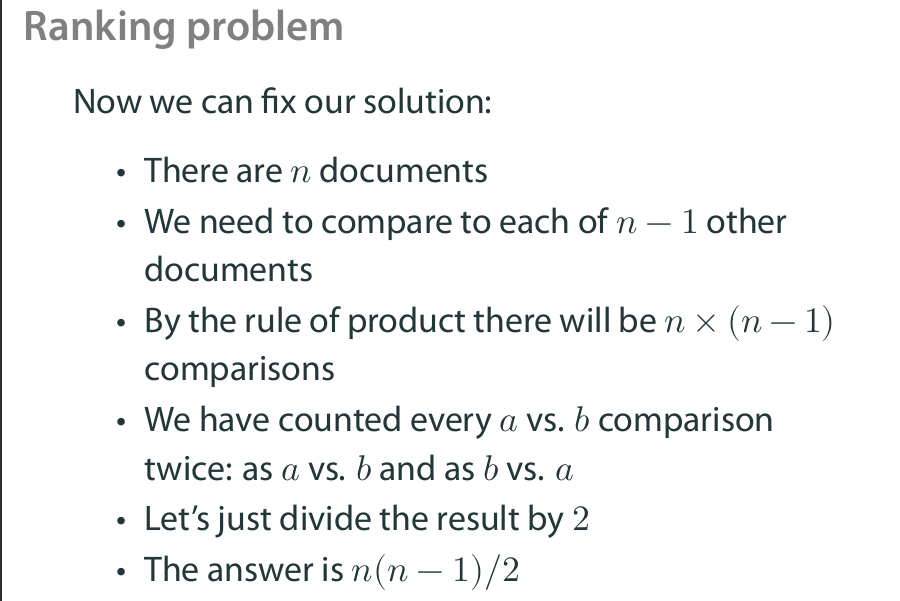 Ranking problem
Now we can fix our solution:
• There are n documents
• We need to compare to each of n − 1 other
documents
• By the rule of product there will be n × (n − 1)
comparisons
• We have counted every a vs. b comparison
twice: as a vs. b and as b vs. a
• Let’s just divide the result by 2
• The answer is n(n − 1)/2